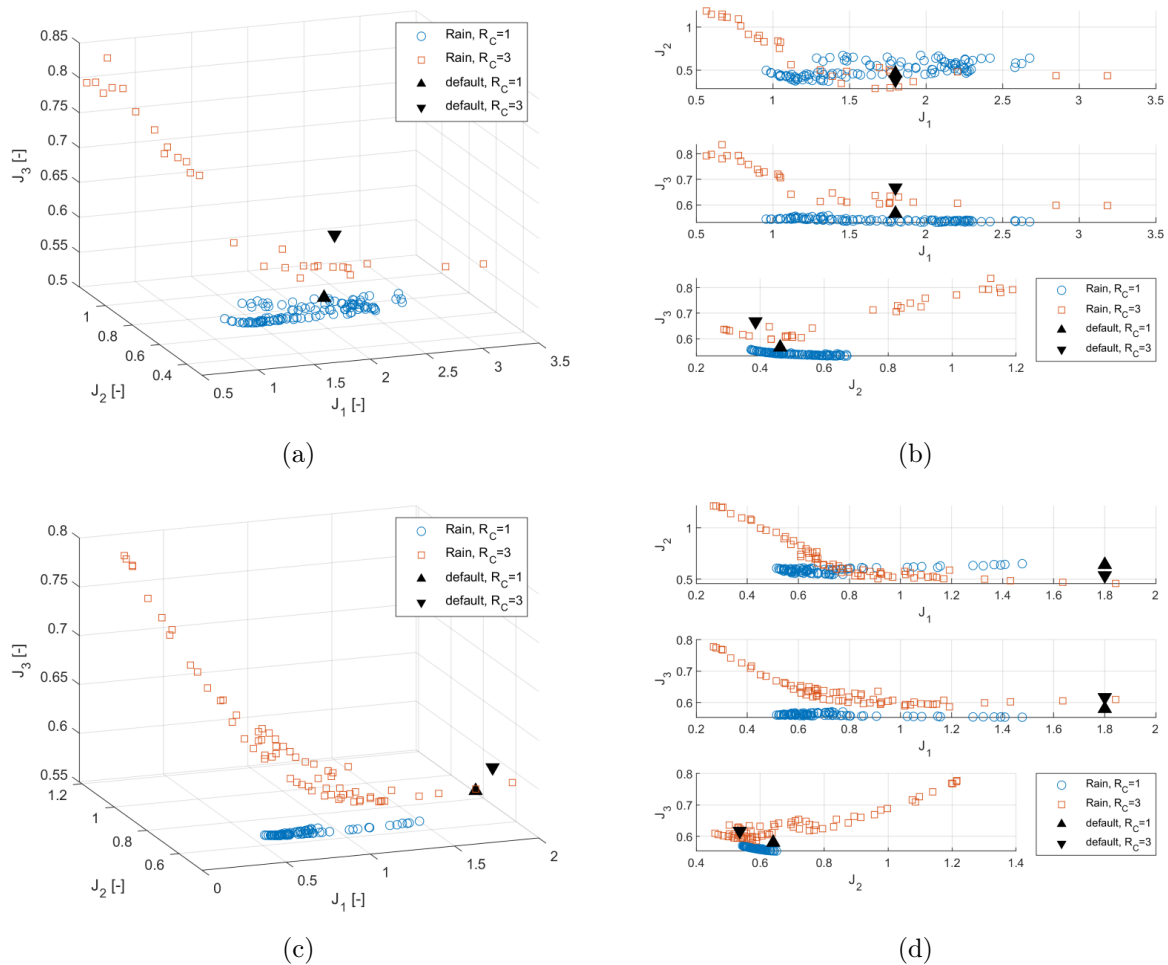 0.85
0.8
0.75
0.7
0.65
0.6
0.55
0.5
J3 [-]
1
0.8
0.6
0.4
J2 [-]
0.5
1
1.5
2
2.5
3
3.5
J1 [-]
Rain, RC=1
Rain, RC=3
default, RC=1
default, RC=3
(a)
J2
1
0.5
0.5 1 1.5 2 2.5 3 3.5
J1
J3
0.8
0.7
0.6
0.5 1 1.5 2 2.5 3 3.5
J1
J3
0.8
0.7
0.6
0.4 0.6 0.8 1 1.2
J2
Rain, RC=1
Rain, RC=3
default, RC=1
default, RC=3
(b)
0.8
0.75
0.7
0.65
0.6
0.55
J3 [-]
1.2
1
0.8
0.6
J2 [-]
0
0.5
1
1.5
2
J1 [-]
Rain, RC=1
Rain, RC=3
default, RC=1
default, RC=3
(c)
J2
1
0.5
0.2 0.4 0.6 0.8 1 1.2 1.4 1.6 1.8 2
J1
J3
0.8
0.7
0.6
0.2 0.4 0.6 0.8 1 1.2 1.4 1.6 1.8 2
J1
J3
0.8
0.7
0.6
0.4 0.6 0.8 1 1.2 1.4
J2
Rain, RC=1
Rain, RC=3
default, RC=1
default, RC=3
(d)